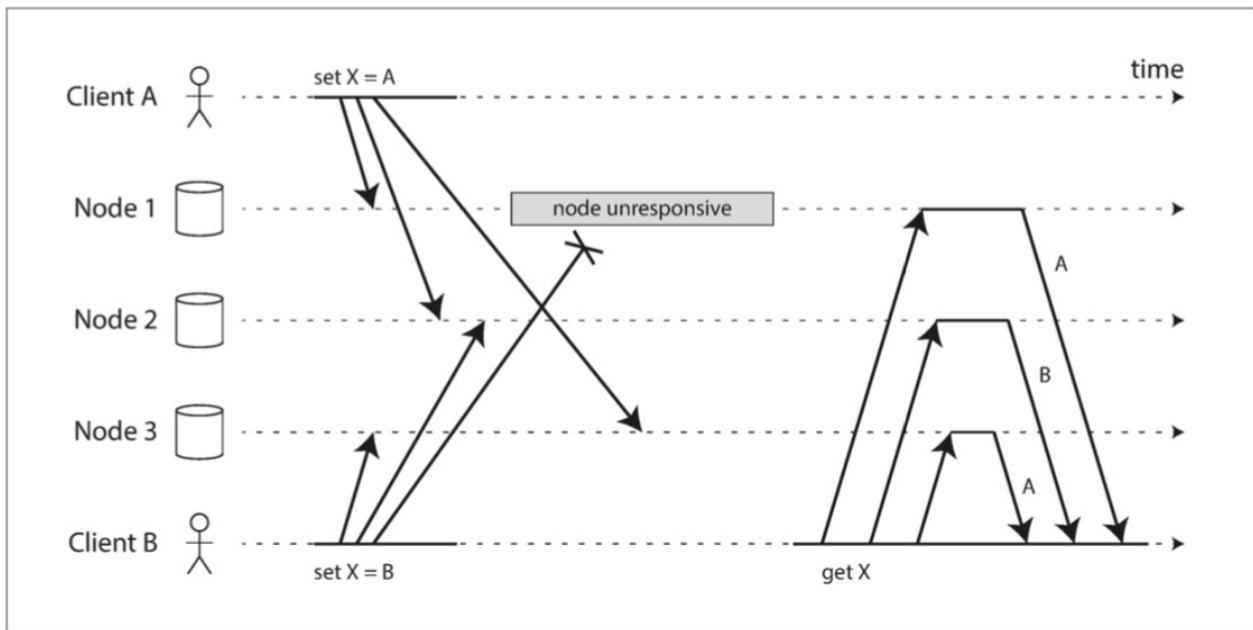 time
set X = A
Client A
Node 1
node unresponsive
A
Node 2
B
Node 3
A
Client B
set X = B
get X